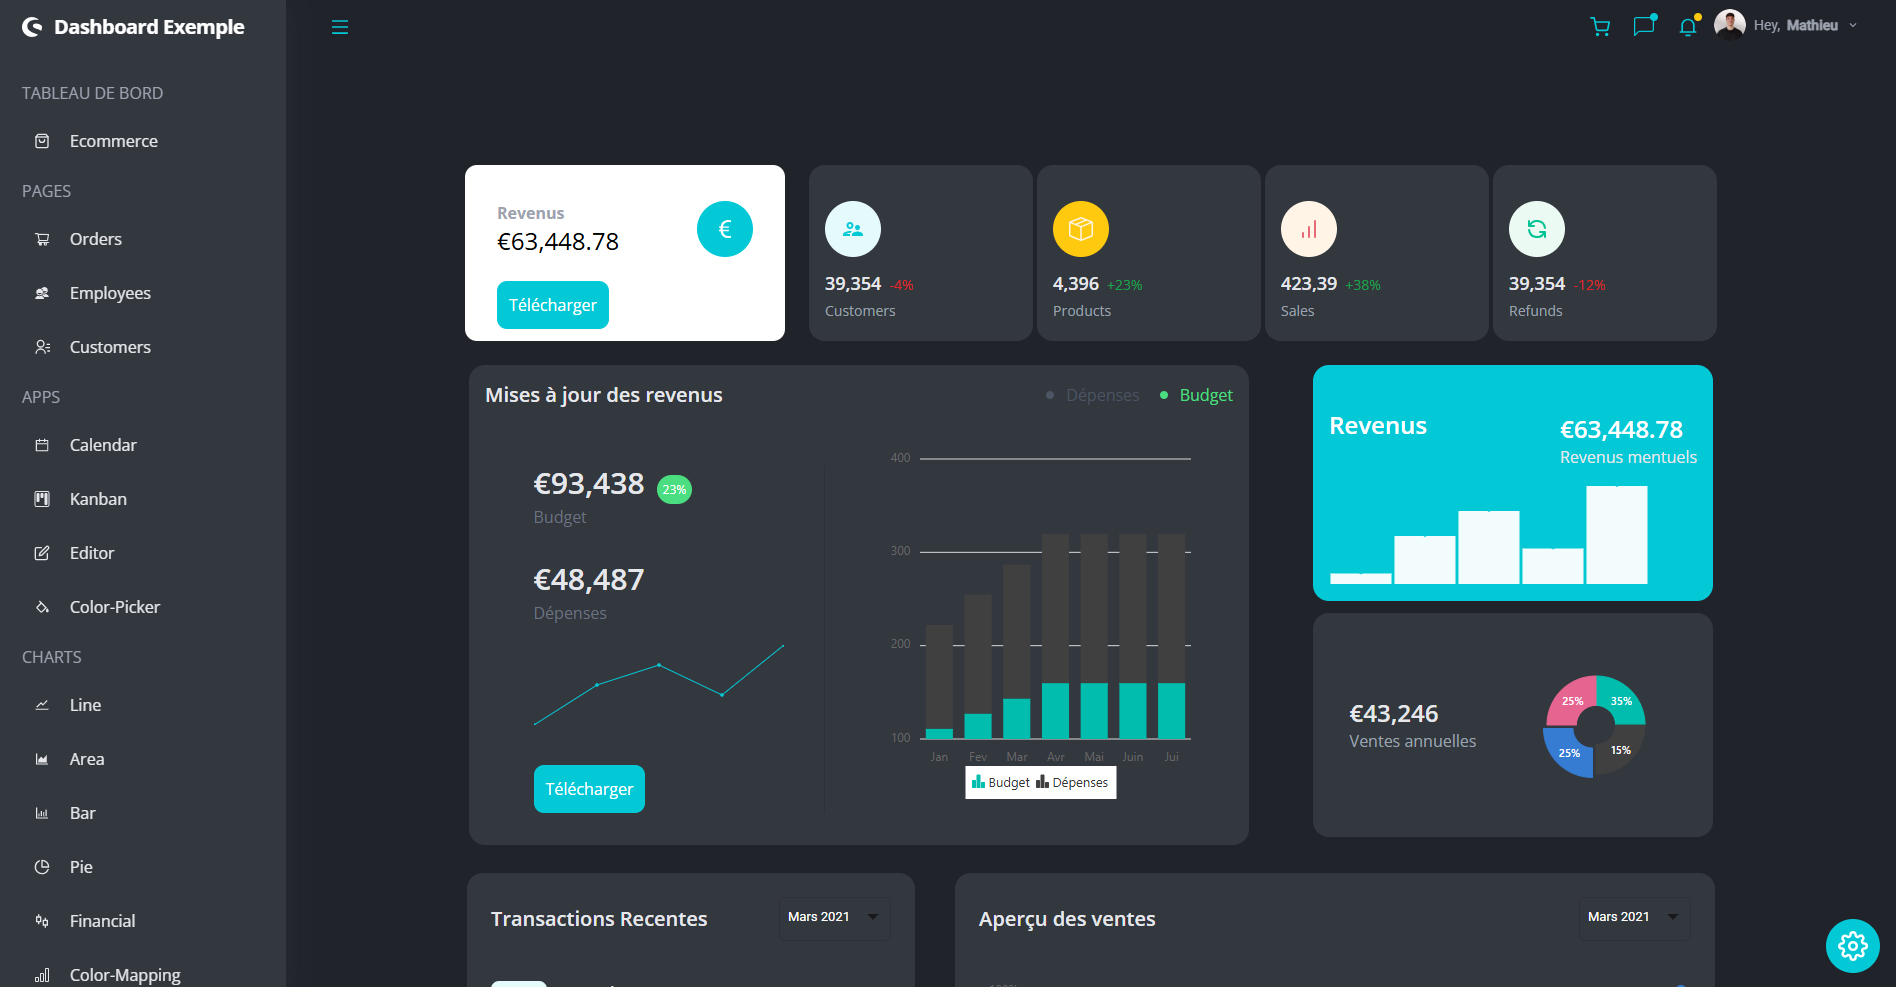 Dashboard Exemple
TABLEAU DE BORD
Ecommerce
PAGES
Orders
Employees
Customers
APPS
Calendar
Kanban
Editor
Color-Picker
CHARTS
Line
Area
Bar
Pie
Financial
Color-Mapping
Hey, Mathieu
Revenus
€63,448.78
€
Télécharger
39,354 -4%
Customers
4,396 +23%
Products
423,39 +38%
Sales
39,354 -12%
Refunds
Mises à jour des revenus
Dépenses Budget
€93,438 23%
Budget
€48,487
Dépenses
Télécharger
400
300
200
100
Jan Fev Mar Avr Mai Juin Jui
Budget Dépenses
Revenus
€63,448.78
Revenus mentuels
€43,246
Ventes annuelles
25% 35%
25% 15%
Transactions Recentes
Mars 2021
Aperçu des ventes
Mars 2021